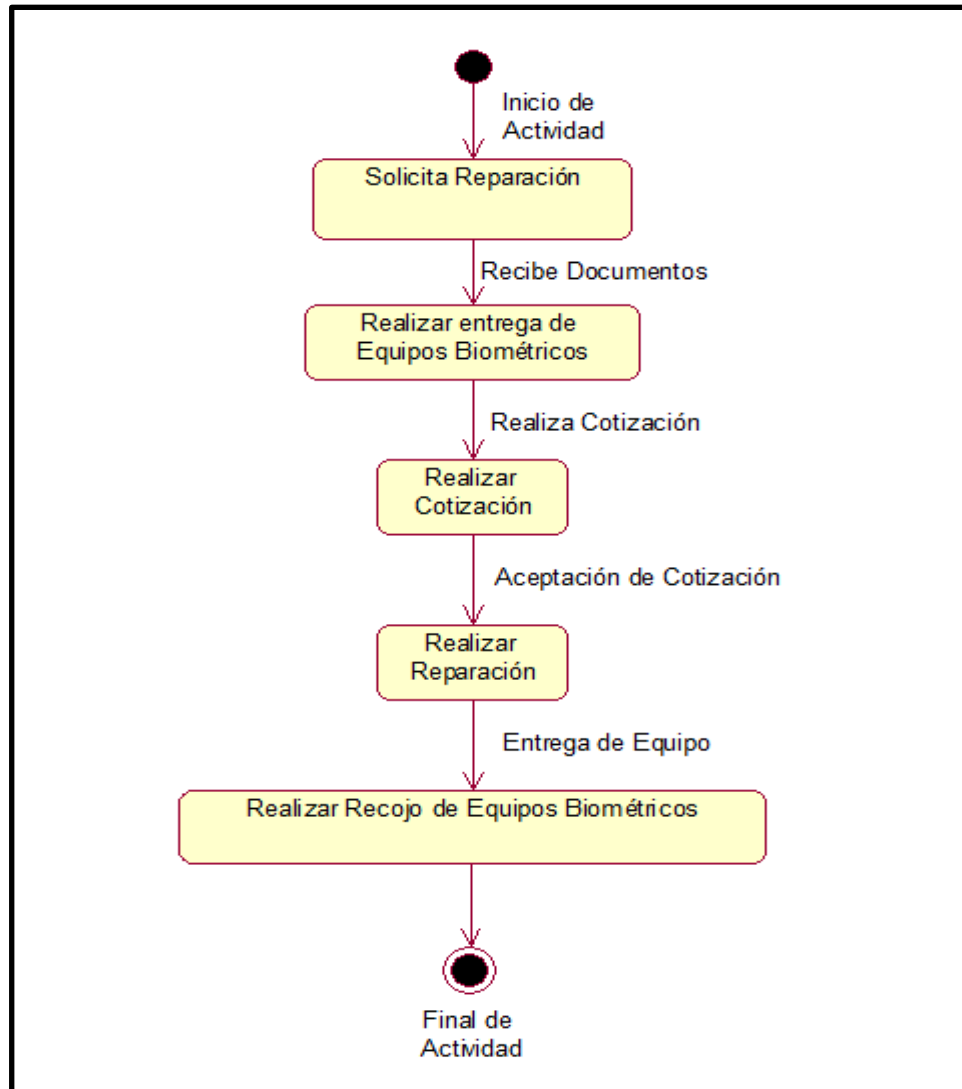 Inicio de
Actividad
Solicita Reparación
Recibe Documentos
Realizar entrega de
Equipos Biométricos
Realiza Cotización
Realizar
Cotización
Aceptación de Cotización
Realizar
Reparación
Entrega de Equipo
Realizar Recojo de Equipos Biométricos
Final de
Actividad